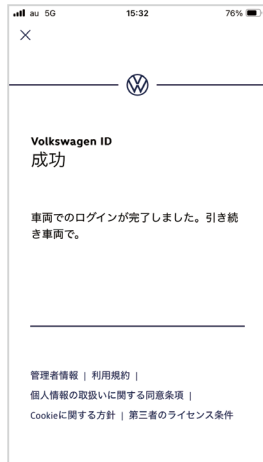 au 5G 15:32 76%
Volkswagen ID
成功
車両でのログインが完了しました。引き続
き車両で。
管理者情報 | 利用規約 |
個人情報の取扱いに関する同意条項 |
Cookieに関する方針 | 第三者のライセンス条件